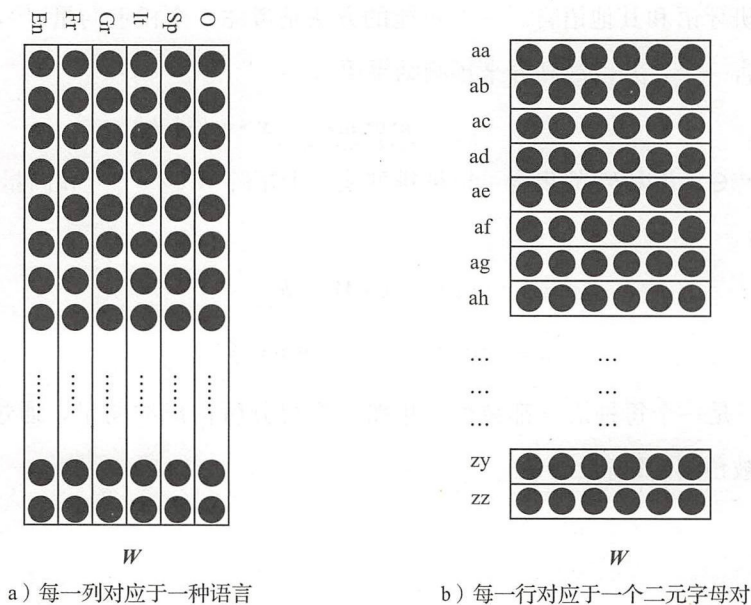 En Fr Gr It Sp O
aa
ab
ac
ad
ae
af
ag
ah
... ...
... ...
... ...
zy
zz
...... ...... ...... ...... ...... ......
W
W
a）每一列对应于一种语言
b）每一行对应于一个二元字母对